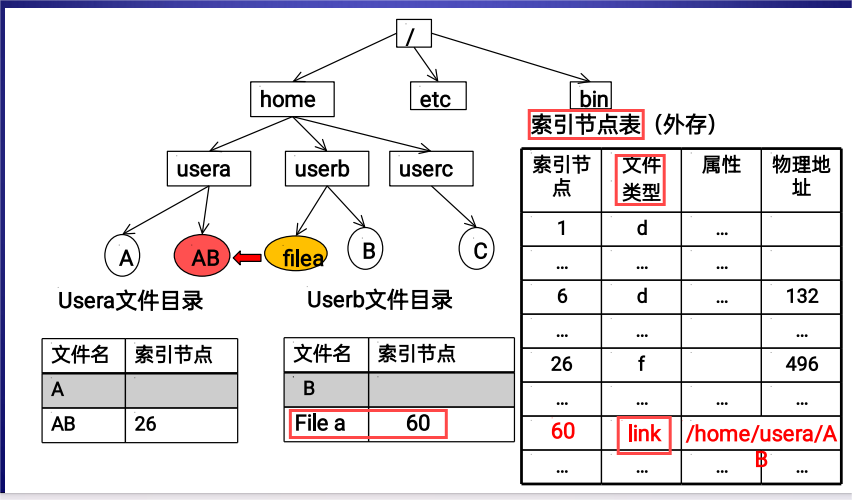 /
home
etc
bin
索引节点表（外存）
usera
userb
userc
A
AB
filea
B
C
Usera文件目录
Userb文件目录
文件名 索引节点
A
AB 26
文件名 索引节点
B
File a 60
索引节点 文件类型 属性 物理地址
1 d ...
... ... ...
6 d ... 132
... ... ...
26 f 496
... ... ... ...
60 link /home/usera/AB
... ... ... ...